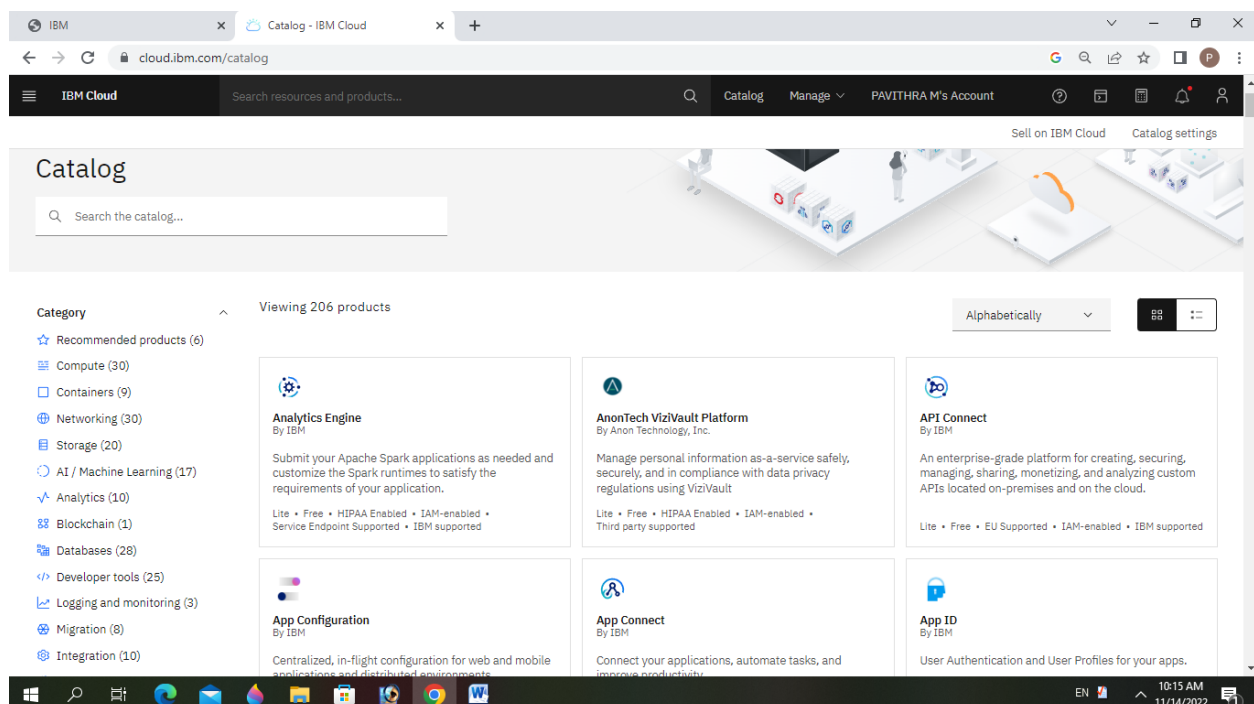 IBM
Catalog - IBM Cloud
cloud.ibm.com/catalog
P
IBM Cloud
Search resources and products...
Catalog
Manage
PAVITHRA M's Account
Sell on IBM Cloud
Catalog settings
Catalog
Search the catalog...
Category
Recommended products (6)
Compute (30)
Containers (9)
Networking (30)
Storage (20)
AI / Machine Learning (17)
Analytics (10)
Blockchain (1)
Databases (28)
Developer tools (25)
Logging and monitoring (3)
Migration (8)
Integration (10)
Viewing 206 products
Alphabetically
Analytics Engine
By IBM
Submit your Apache Spark applications as needed and
customize the Spark runtimes to satisfy the
requirements of your application.
Lite • Free • HIPAA Enabled • IAM-enabled •
Service Endpoint Supported • IBM supported
AnonTech ViziVault Platform
By Anon Technology, Inc.
Manage personal information as-a-service safely,
securely, and in compliance with data privacy
regulations using ViziVault
Lite • Free • HIPAA Enabled • IAM-enabled •
Third party supported
API Connect
By IBM
An enterprise-grade platform for creating, securing,
managing, sharing, monetizing, and analyzing custom
APIs located on-premises and on the cloud.
Lite • Free • EU Supported • IAM-enabled • IBM supported
App Configuration
By IBM
Centralized, in-flight configuration for web and mobile
applications and distributed environments
App Connect
By IBM
Connect your applications, automate tasks, and
improve productivity
App ID
By IBM
User Authentication and User Profiles for your apps.
EN
10:15 AM
11/14/2022